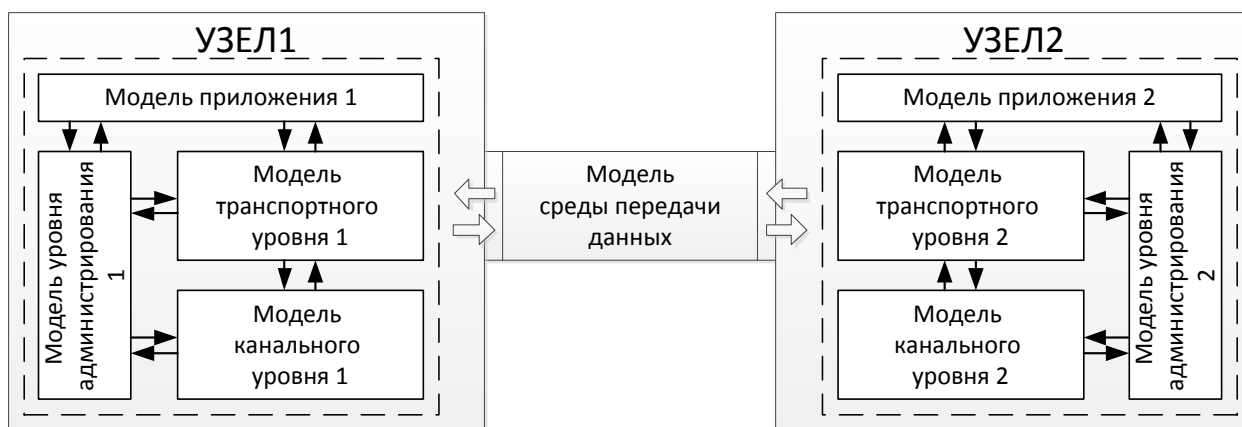 УЗЕЛ1
Модель приложения 1
Модель уровня
администрирования
1
Модель
транспортного
уровня 1
Модель
канального
уровня 1
Модель
среды передачи
данных
УЗЕЛ2
Модель приложения 2
Модель
транспортного
уровня 2
Модель
канального
уровня 2
Модель уровня
администрирования
2